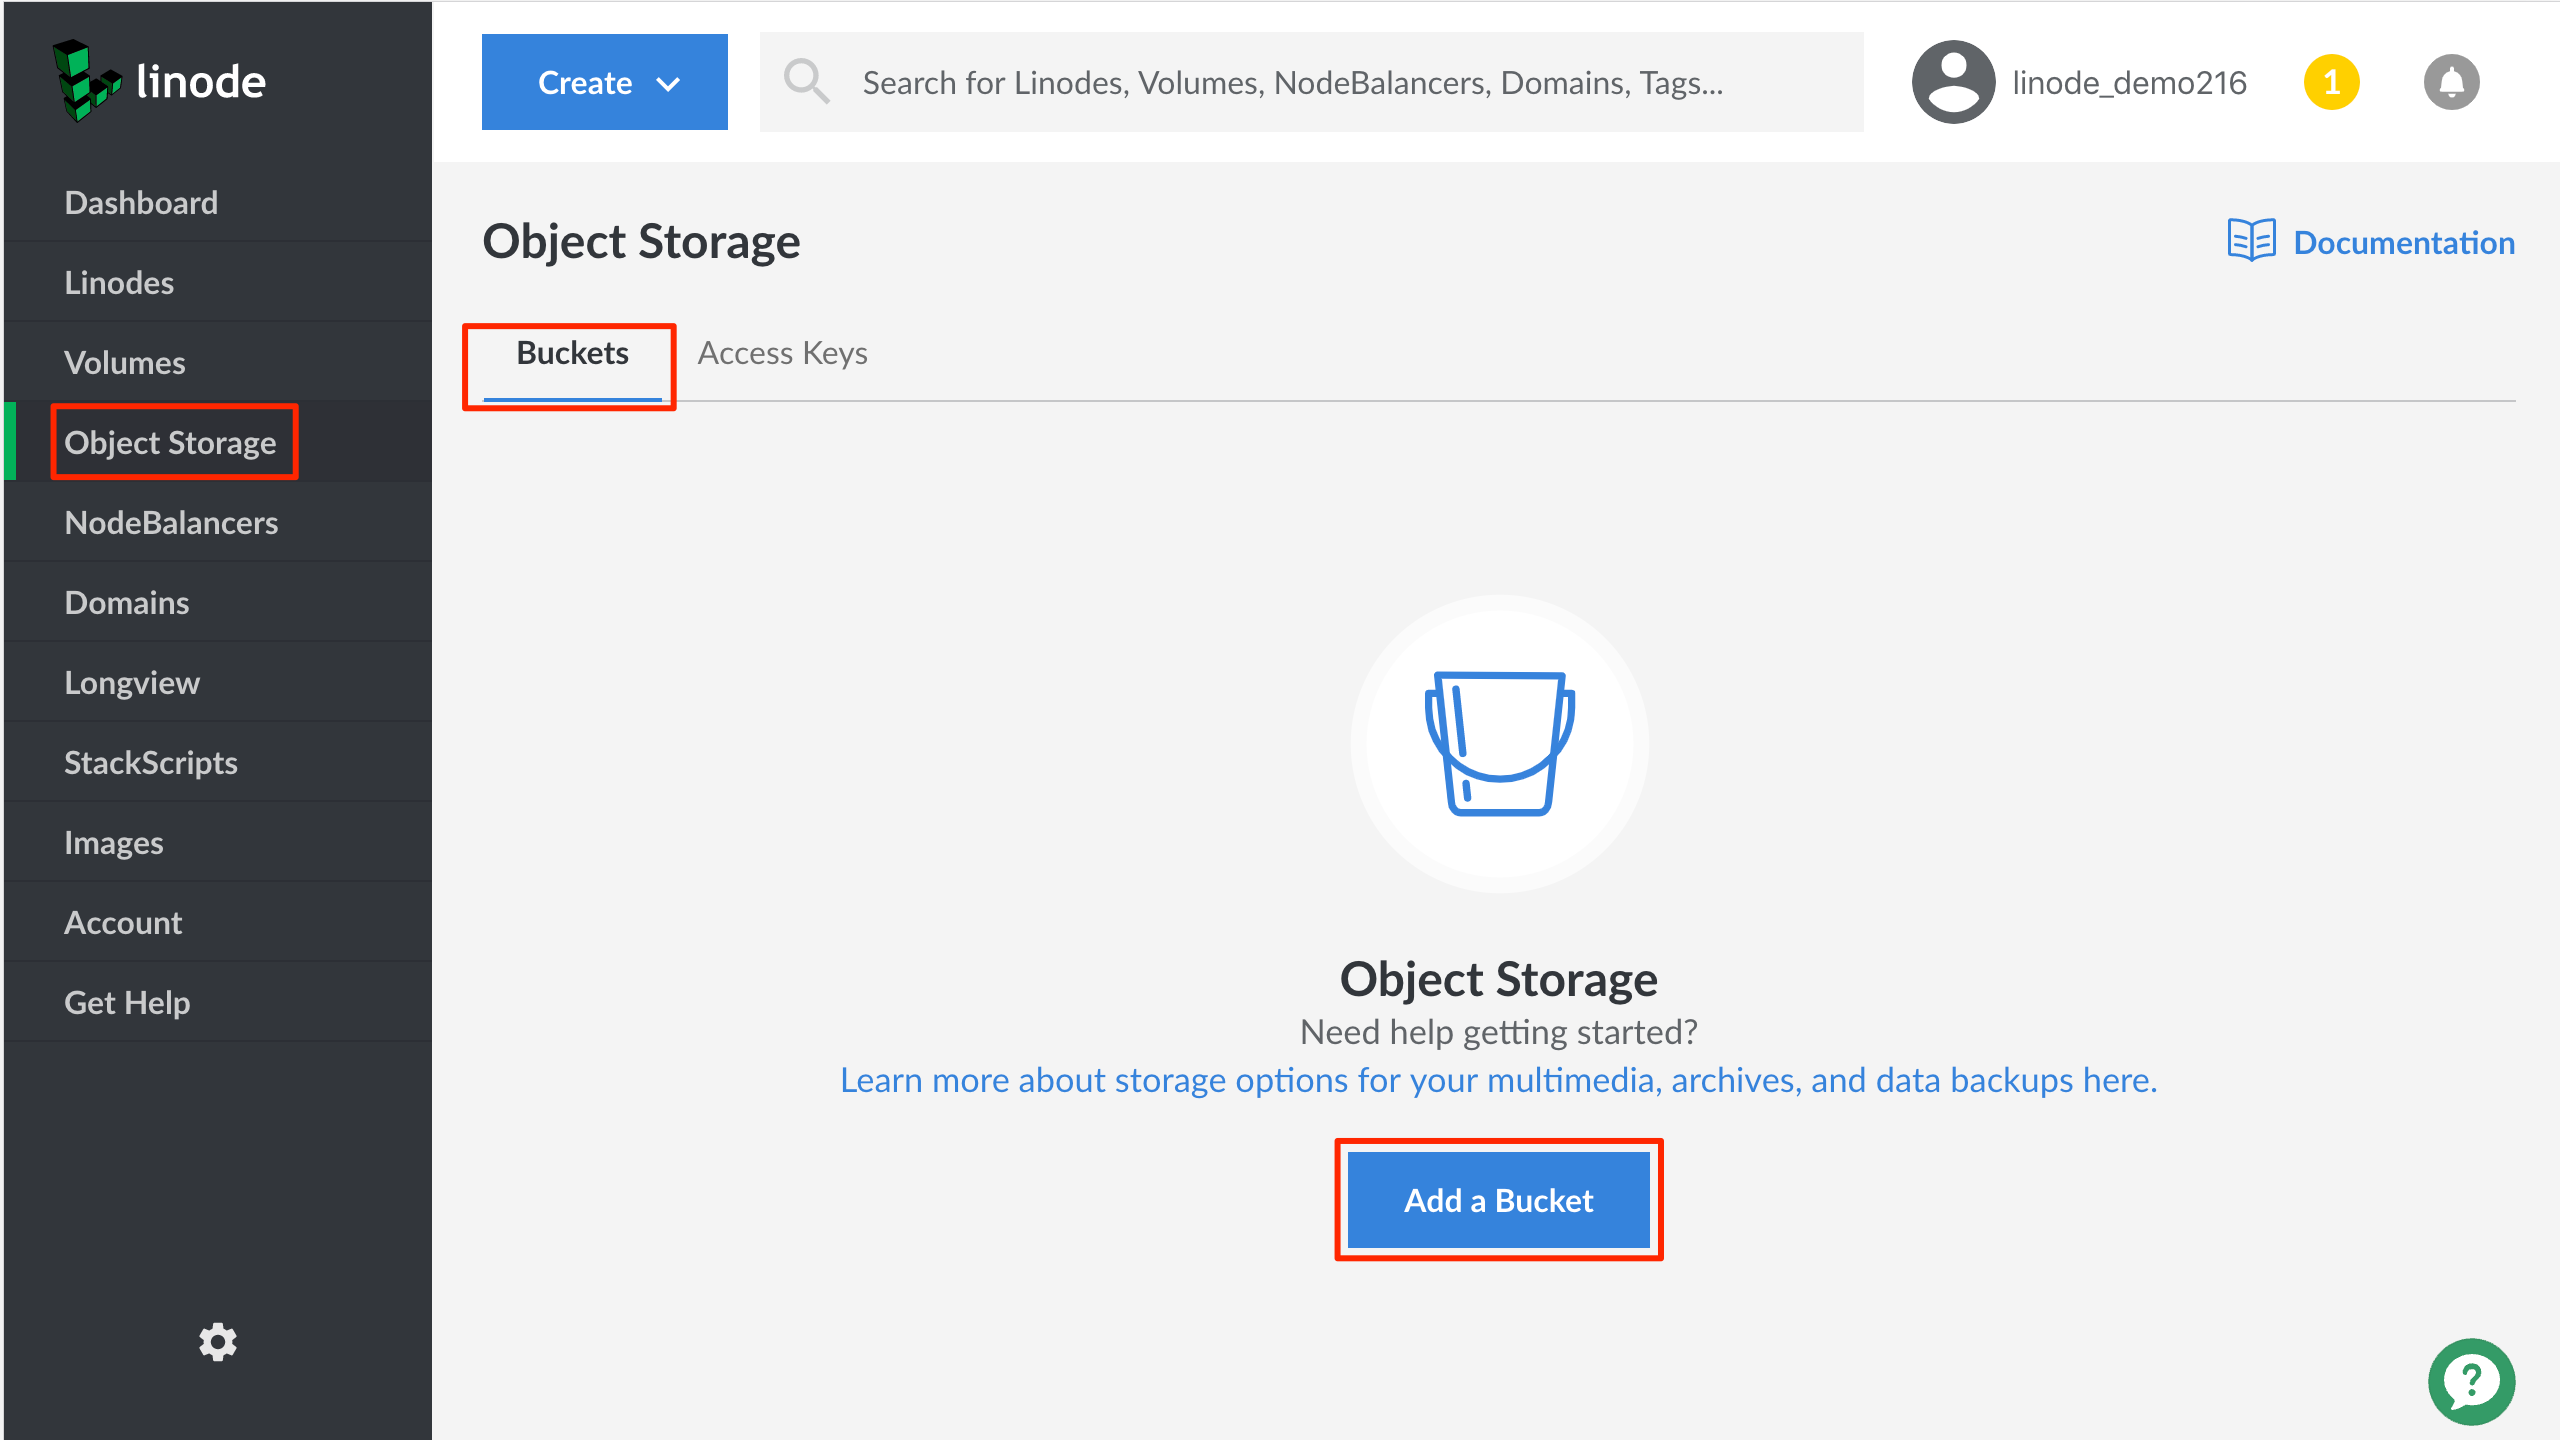 linode
Create
Search for Linodes, Volumes, NodeBalancers, Domains, Tags...
linode_demo216
1
Dashboard
Linodes
Volumes
Object Storage
NodeBalancers
Domains
Longview
StackScripts
Images
Account
Get Help
Object Storage
Documentation
Buckets
Access Keys
Object Storage
Need help getting started?
Learn more about storage options for your multimedia, archives, and data backups here.
Add a Bucket
?